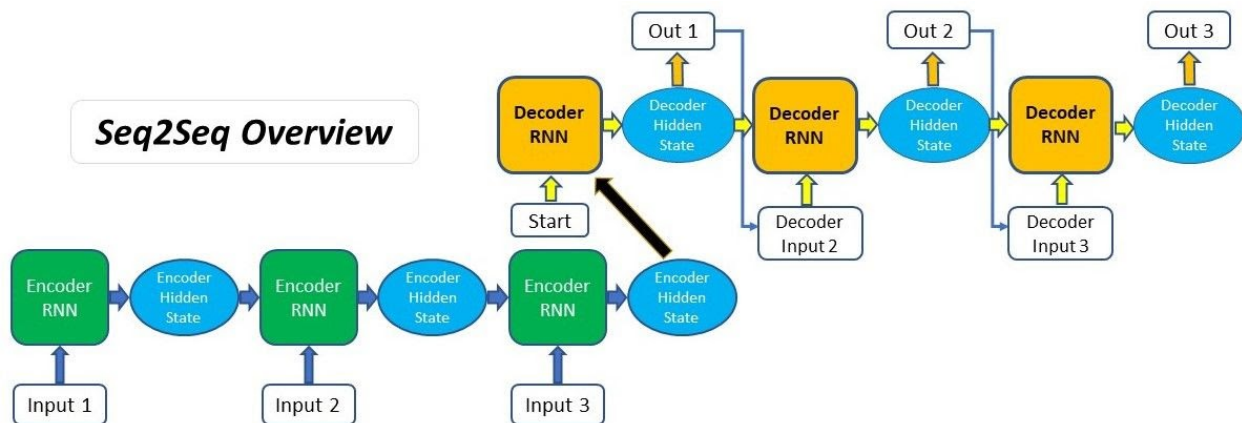 Seq2Seq Overview
Out 1
Out 2
Out 3
Decoder
RNN
Decoder
Hidden
State
Decoder
RNN
Decoder
Hidden
State
Decoder
RNN
Decoder
Hidden
State
Start
Decoder
Input 2
Decoder
Input 3
Encoder
RNN
Encoder
Hidden
State
Encoder
RNN
Encoder
Hidden
State
Encoder
RNN
Encoder
Hidden
State
Input 1
Input 2
Input 3